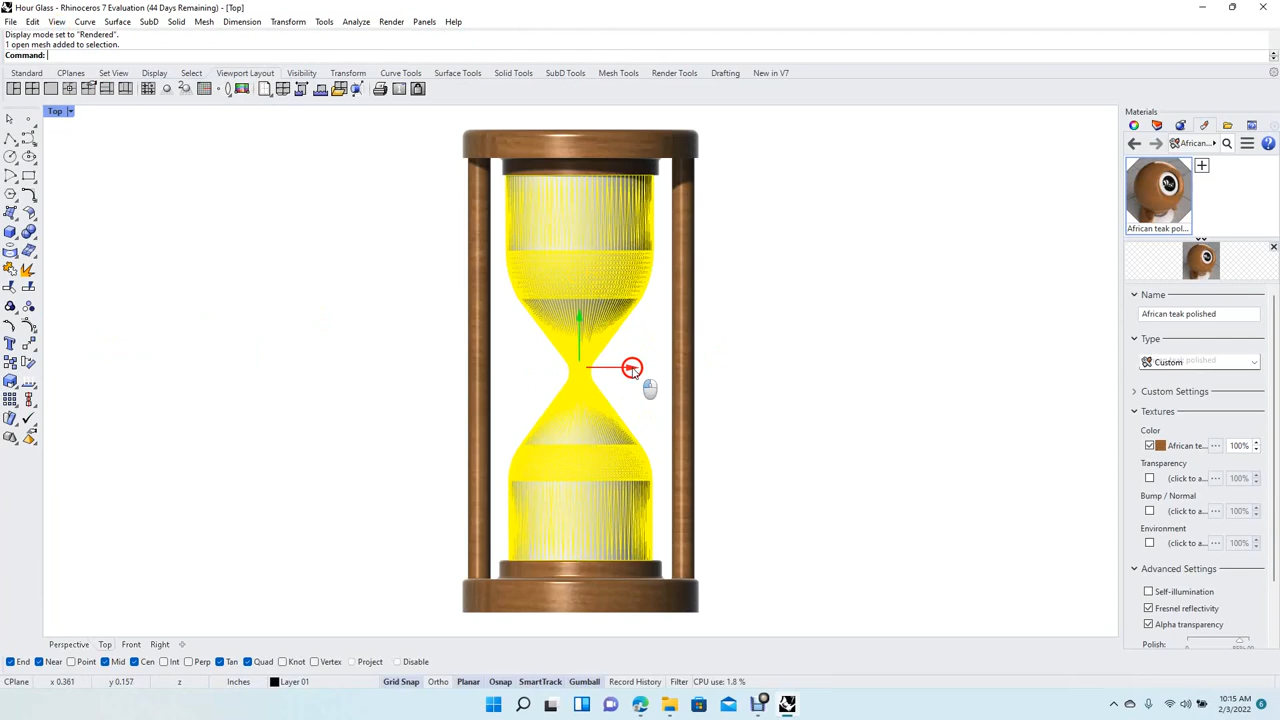 Hour Glass - Rhinoceros 7 Evaluation (44 Days Remaining) - [Top]
File Edit View Curve Surface SubD Solid Mesh Dimension Transform Tools Analyze Render Panels Help
Display mode set to "Rendered".
1 open mesh added to selection.
Command:
Standard CPlanes Set View Display Select Viewport Layout Visibility Transform Curve Tools Surface Tools Solid Tools SubD Tools Mesh Tools Render Tools Drafting New in V7
Top
Materials
African...
African teak pol...
Name
African teak polished
Type
Custom
Custom Settings
Textures
Color
African te... 100%
Transparency
(click to a... 100%
Bump / Normal
(click to a... 100%
Environment
(click to a... 100%
Advanced Settings
Self-illumination
Fresnel reflectivity
Alpha transparency
Polish:
Perspective Top Front Right
End Near Point Mid Cen Int Perp Tan Quad Knot Vertex Project Disable
CPlane x 0.361 y 0.157 z Inches Layer 01 Grid Snap Ortho Planar Osnap SmartTrack Gumball Record History Filter CPU use: 1.8 %
10:15 AM
2/3/2022